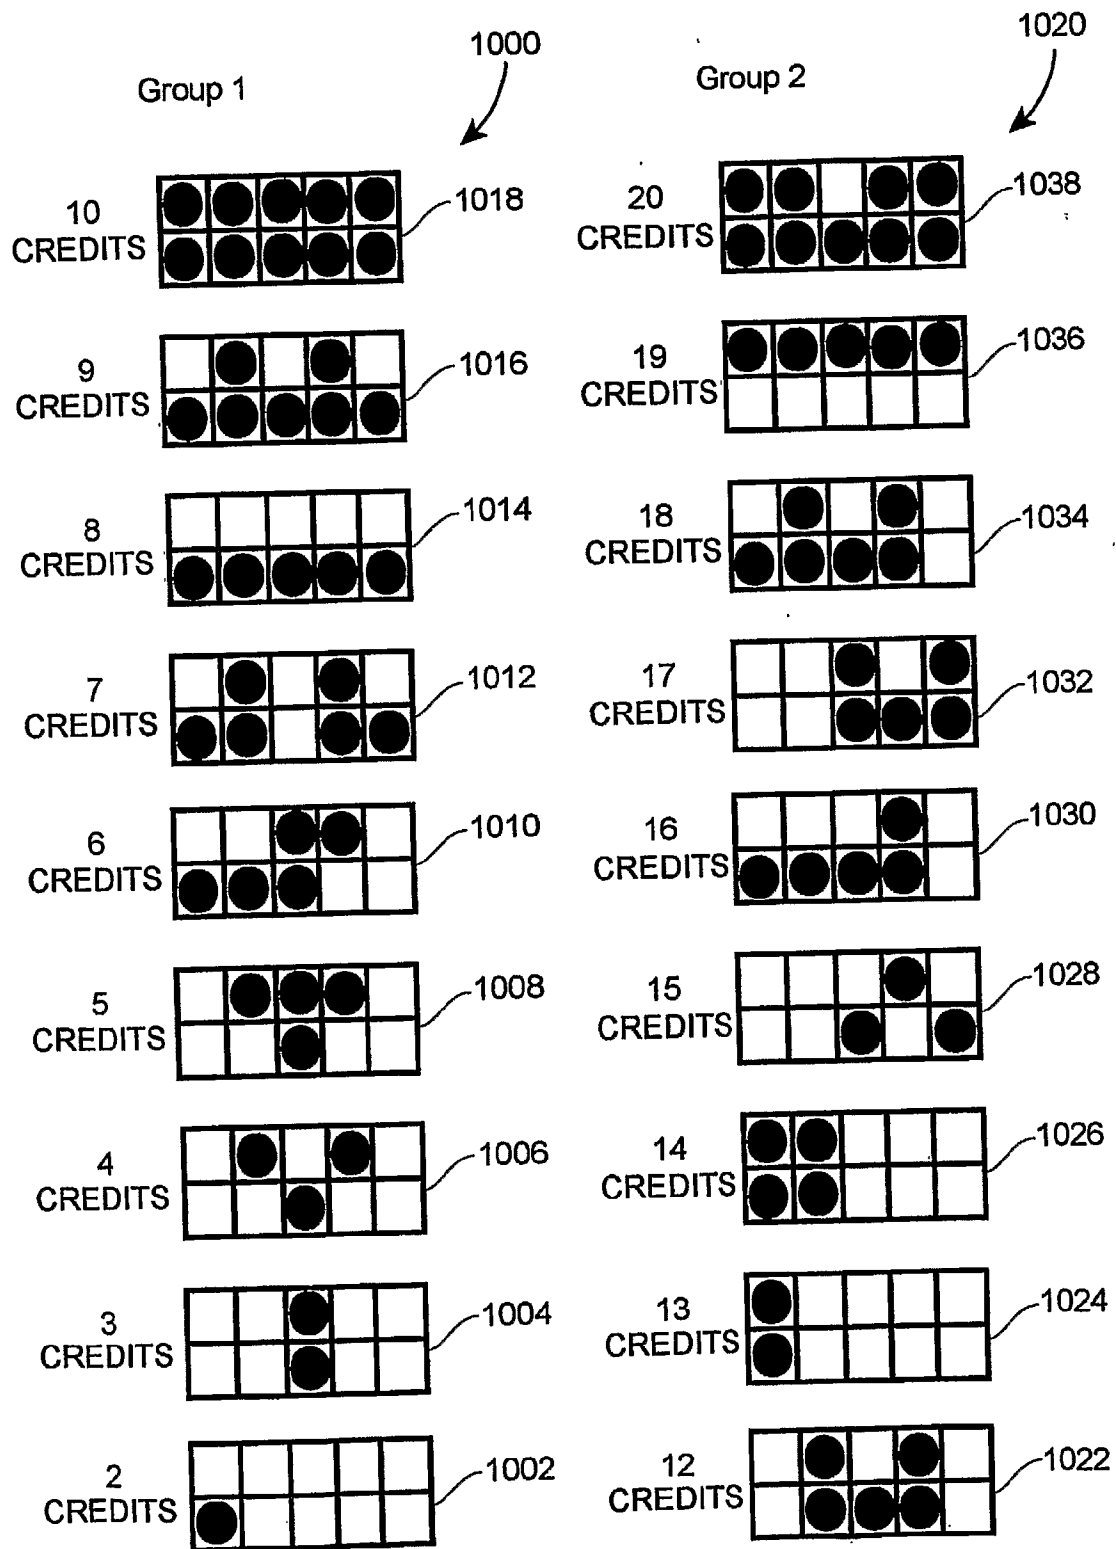 1000
1020
Group 1
Group 2
10
CREDITS
1018
20
CREDITS
1038
9
CREDITS
1016
19
CREDITS
1036
8
CREDITS
1014
18
CREDITS
1034
7
CREDITS
1012
17
CREDITS
1032
6
CREDITS
1010
16
CREDITS
1030
5
CREDITS
1008
15
CREDITS
1028
4
CREDITS
1006
14
CREDITS
1026
3
CREDITS
1004
13
CREDITS
1024
2
CREDITS
1002
12
CREDITS
1022